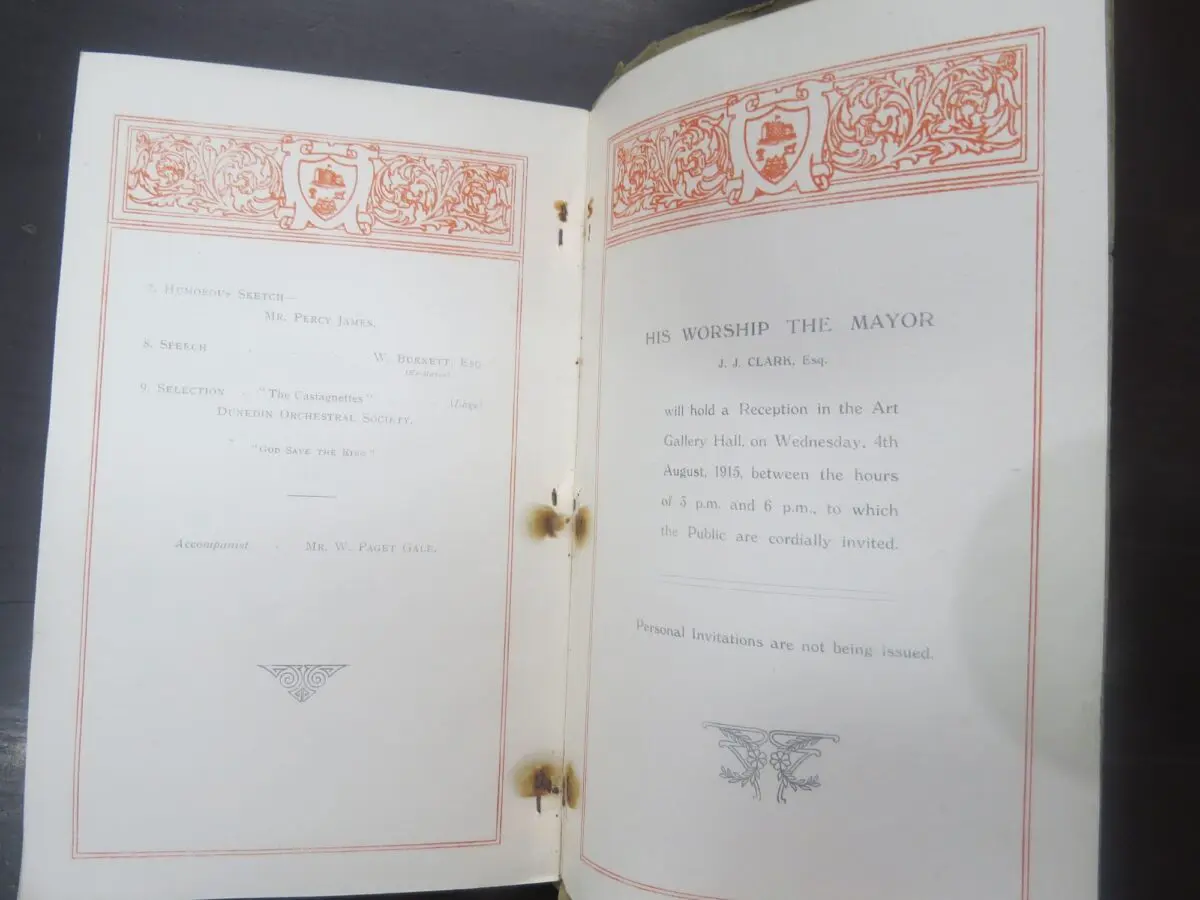 7. HUMOROUS SKETCH—
MR. PERCY JAMES.
8. SPEECH
W. BURNETT, ESQ
(Ex-Mayor)
9. SELECTION "The Castagnettes"
DUNEDIN ORCHESTRAL SOCIETY.
"GOD SAVE THE KING"
Accompanist MR. W. PAGET GALE.
HIS WORSHIP THE MAYOR
J. J. CLARK, Esq.
will hold a Reception in the Art
Gallery Hall, on Wednesday, 4th
August, 1915, between the hours
of 5 p.m. and 6 p.m., to which
the Public are cordially invited.
Personal Invitations are not being issued.